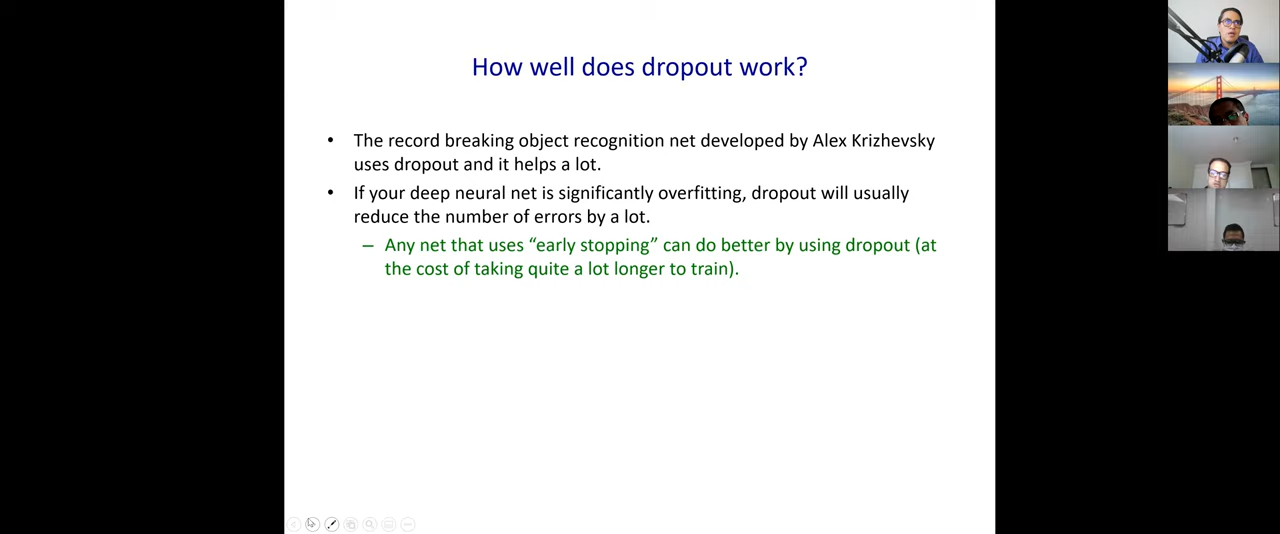 How well does dropout work?
• The record breaking object recognition net developed by Alex Krizhevsky
uses dropout and it helps a lot.
• If your deep neural net is significantly overfitting, dropout will usually
reduce the number of errors by a lot.
– Any net that uses “early stopping” can do better by using dropout (at
the cost of taking quite a lot longer to train).